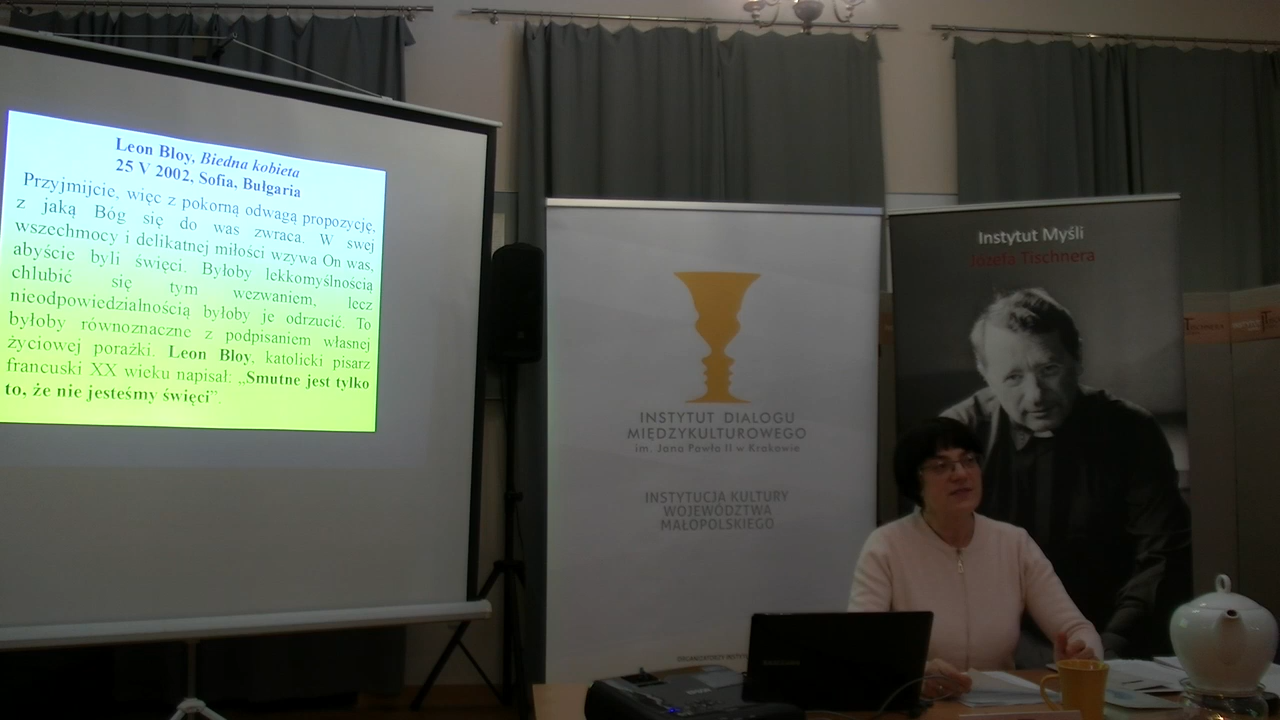 Leon Bloy, Biedna kobieta
25 V 2002, Sofia, Bułgaria
Przyjmijcie, więc z pokorną odwagą propozycję,
z jaką Bóg się do was zwraca. W swej
wszechmocy i delikatnej miłości wzywa On was,
abyście byli święci. Byłoby lekkomyślnością
chlubić się tym wezwaniem, lecz
nieodpowiedzialnością byłoby je odrzucić. To
byłoby równoznaczne z podpisaniem własnej
życiowej porażki. Leon Bloy, katolicki pisarz
francuski XX wieku napisał: „Smutne jest tylko
to, że nie jesteśmy święci”.
INSTYTUT DIALOGU
MIĘDZYKULTUROWEGO
im. Jana Pawła II w Krakowie
INSTYTUCJA KULTURY
WOJEWÓDZTWA
MAŁOPOLSKIEGO
Instytut Myśli
Józefa Tischnera